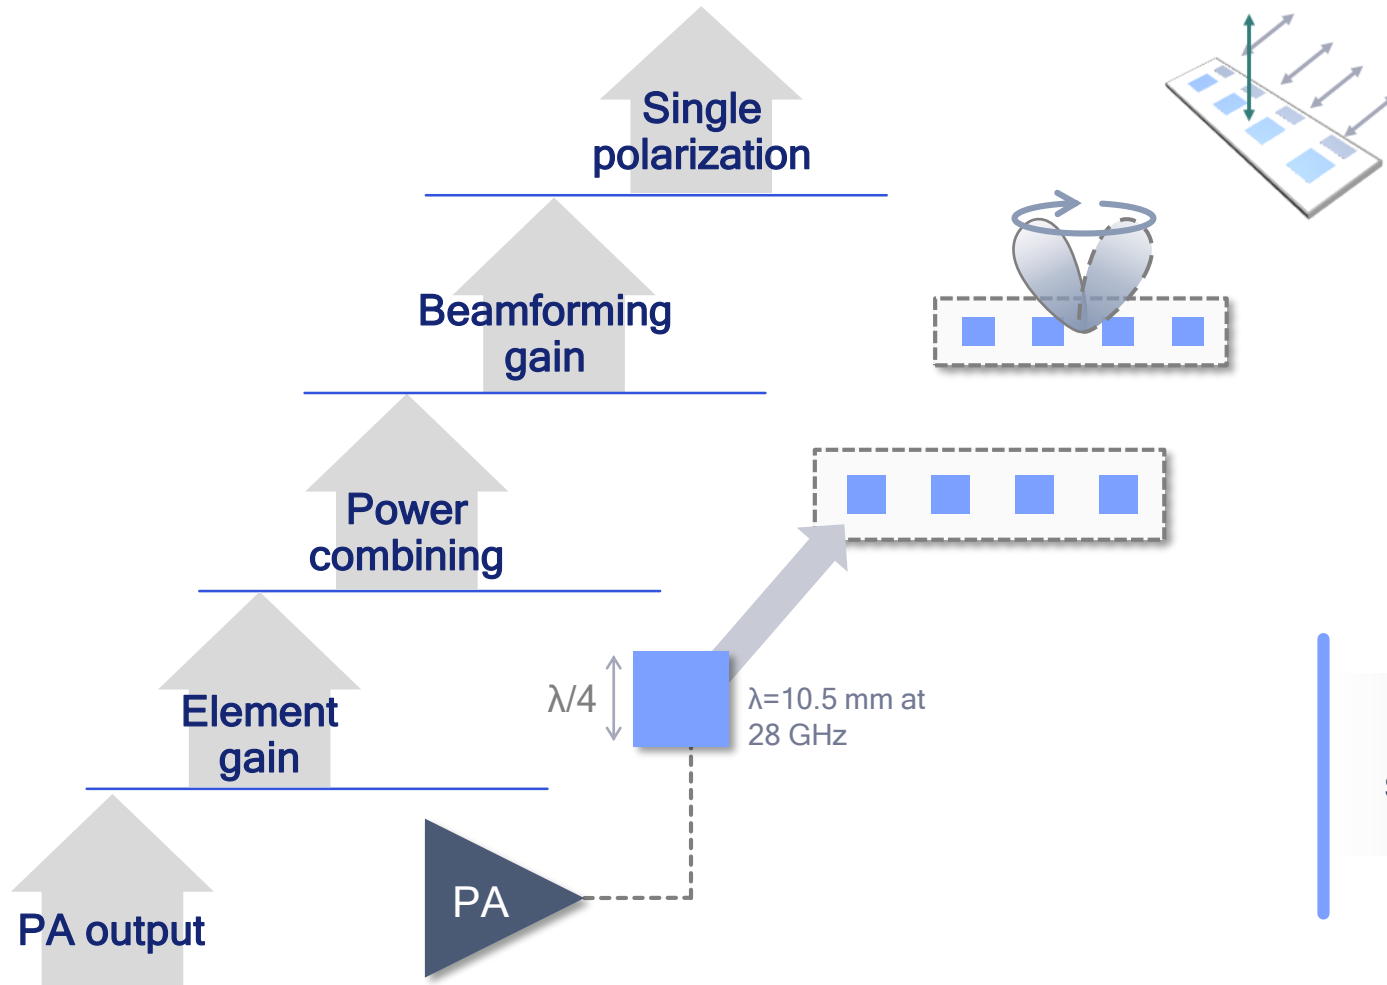 Single
polarization
Beamforming
gain
Power
combining
Element
gain
λ/4
λ=10.5 mm at
28 GHz
PA
PA output